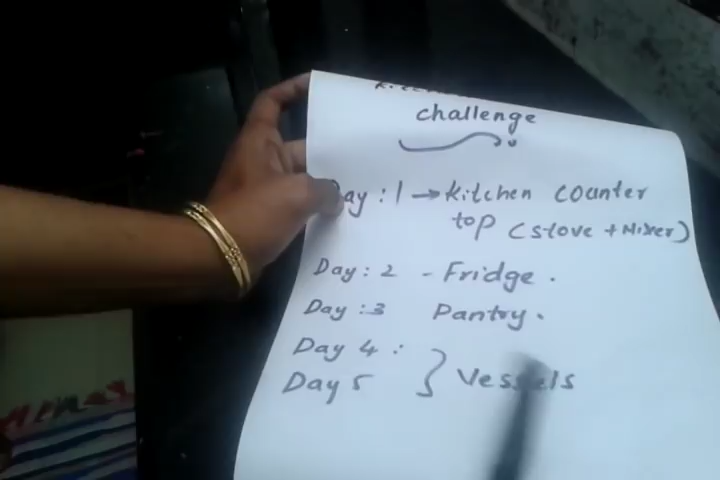 challenge
Day : 1 → Kitchen counter
top (stove + Mixer)
Day : 2 - Fridge .
Day : 3 Pantry .
Day 4 :
Day 5 } Vessels